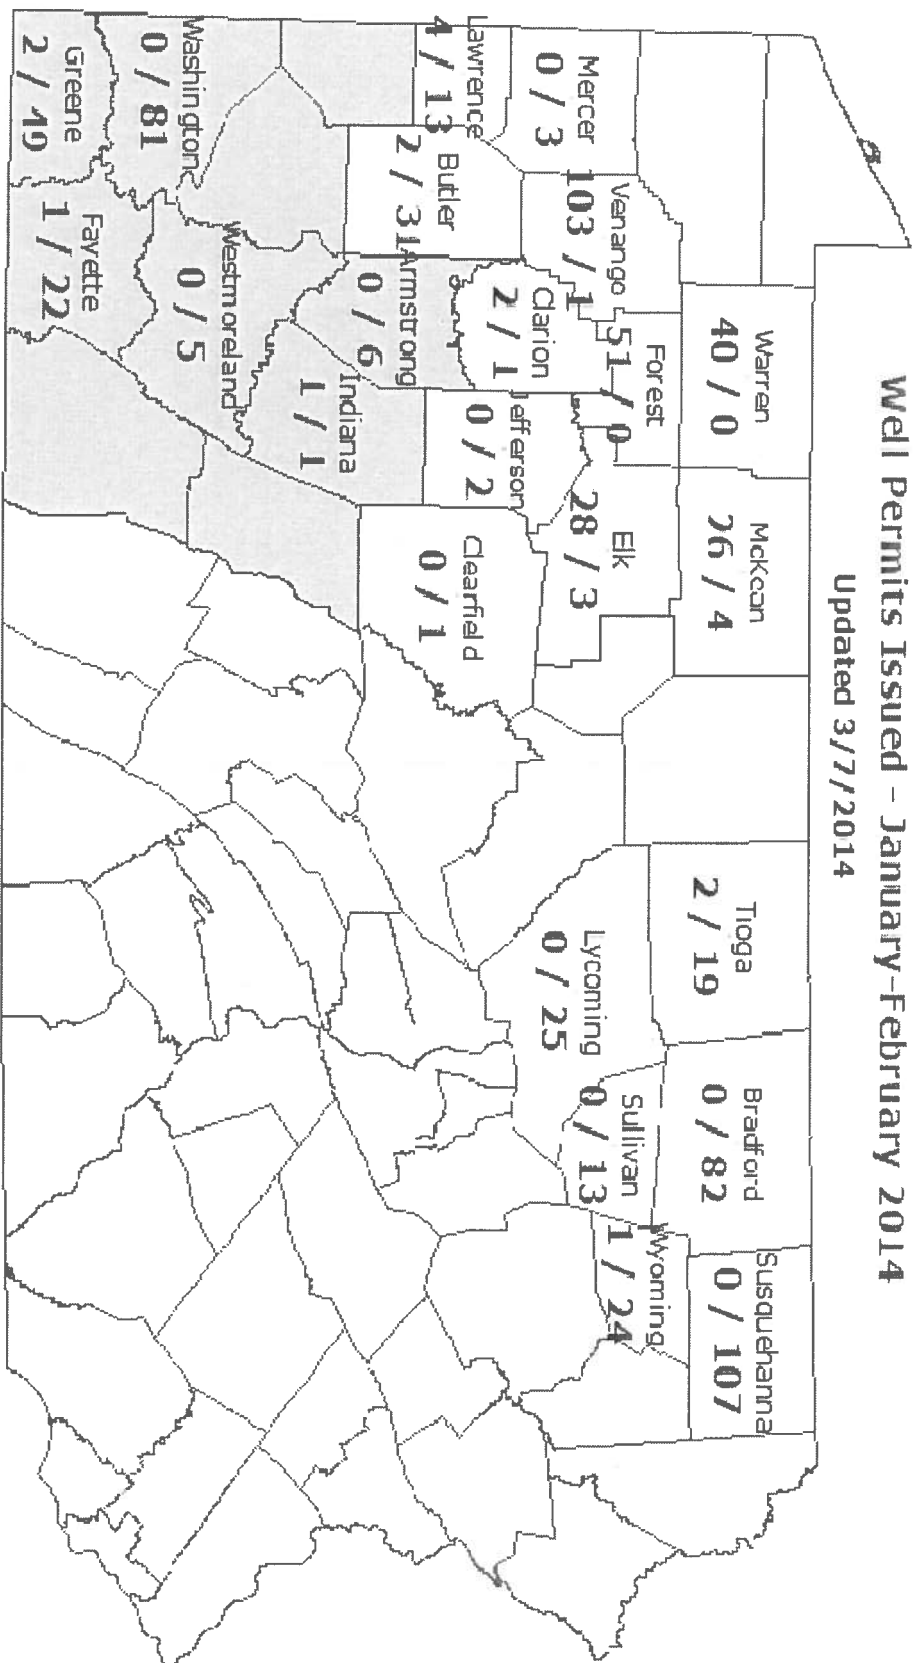 Well Permits Issued - January-February 2014
Updated 3/7/2014
Warren
40 / 0
McKean
26 / 4
Tioga
2 / 19
Bradford
0 / 82
Susquehanna
0 / 107
Mercer
0 / 3
Venango
103 / 1
Forest
51 / 0
Elk
28 / 3
Lycoming
0 / 25
Sullivan
0 / 13
Wyoming
1 / 24
Lawrence
4 / 13
Butler
2 / 31
Clarion
2 / 1
Jefferson
0 / 2
Clearfield
0 / 1
Armstrong
0 / 6
Indiana
1 / 1
Washington
0 / 81
Westmoreland
0 / 5
Greene
2 / 49
Fayette
1 / 22